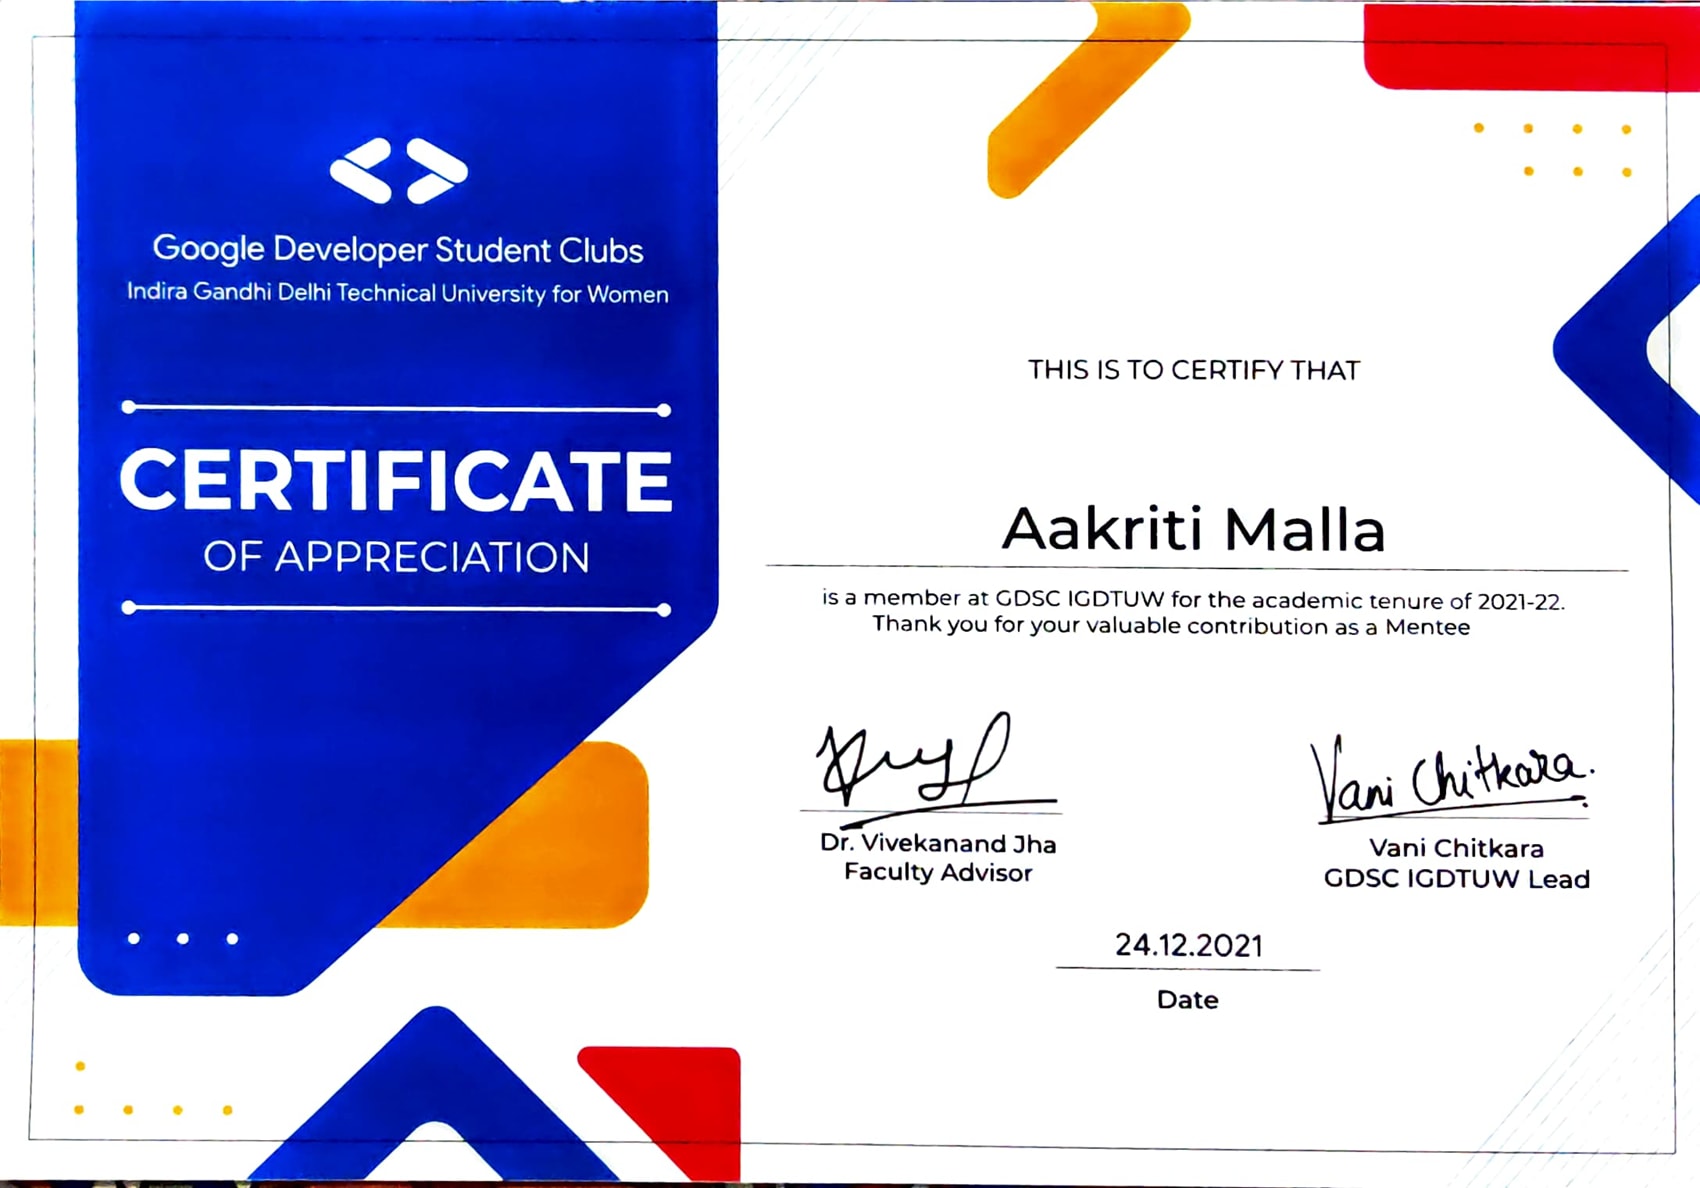 Google Developer Student Clubs
Indira Gandhi Delhi Technical University for Women
CERTIFICATE
OF APPRECIATION
THIS IS TO CERTIFY THAT
Aakriti Malla
is a member at GDSC IGDTUW for the academic tenure of 2021-22.
Thank you for your valuable contribution as a Mentee
Vani Chitkara.
Dr. Vivekanand Jha
Faculty Advisor
Vani Chitkara
GDSC IGDTUW Lead
24.12.2021
Date